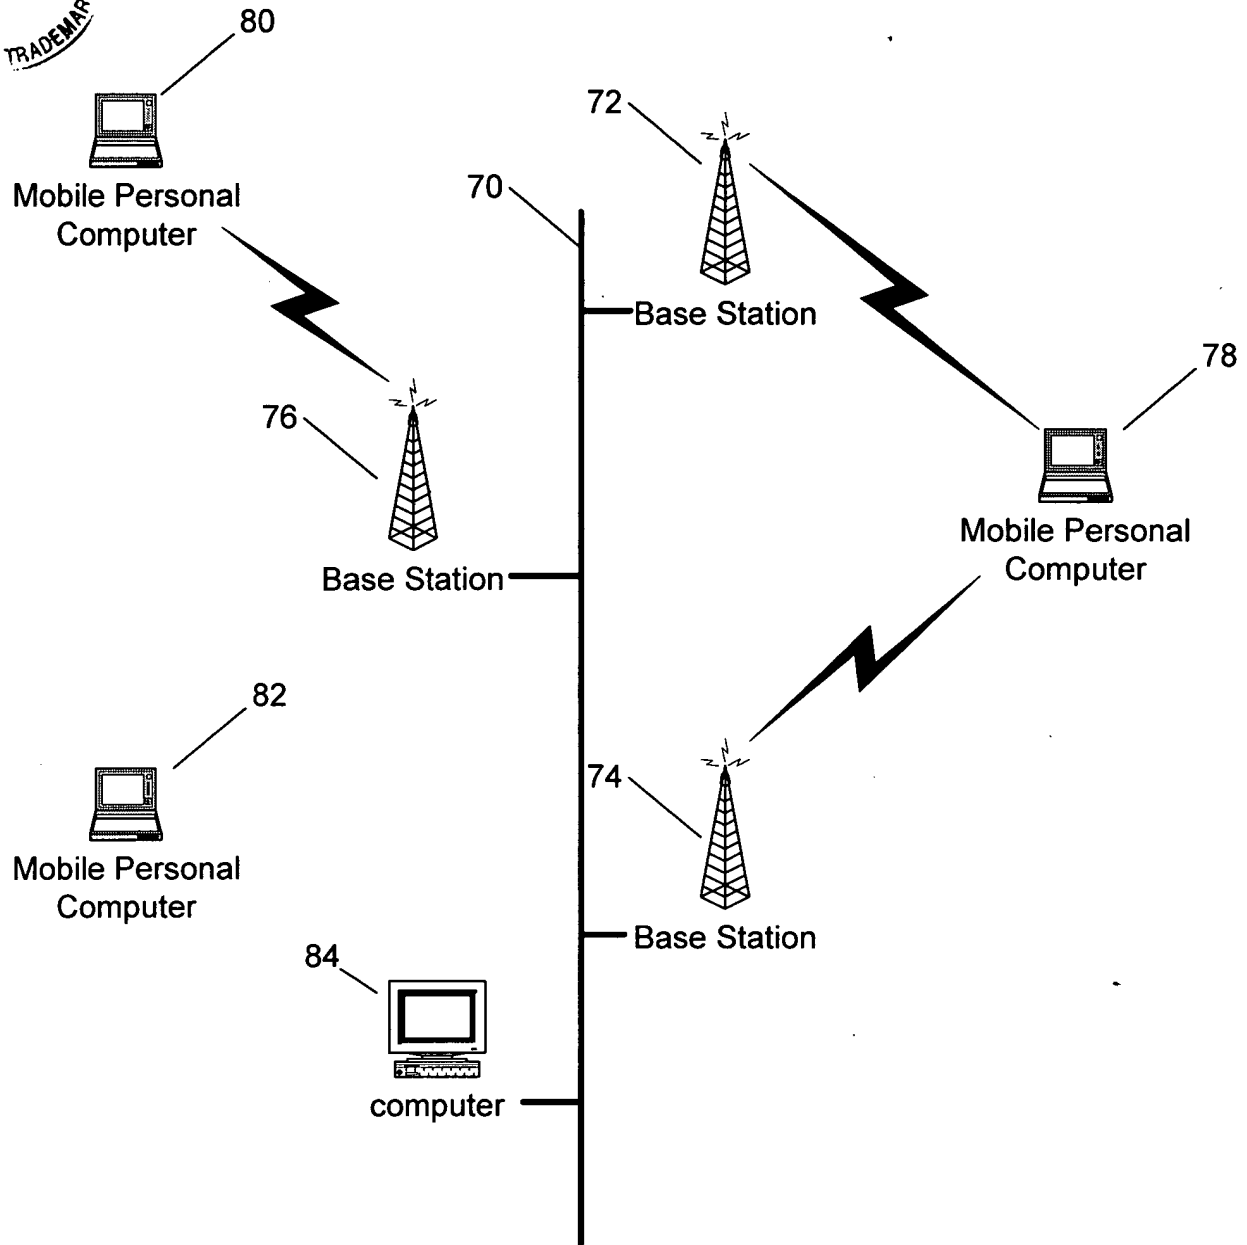 TRADEMAR
80
Mobile Personal
Computer
72
70
Base Station
78
76
Mobile Personal
Computer
Base Station
82
Mobile Personal
Computer
74
Base Station
84
computer